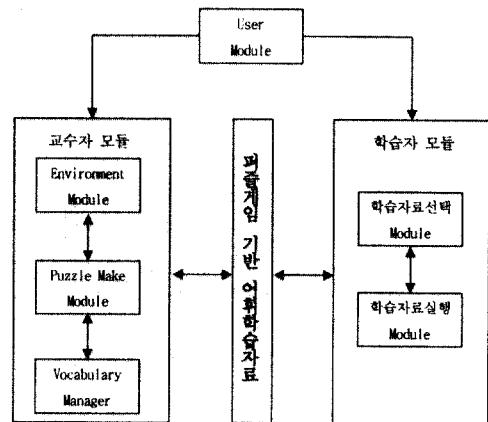 User
Module
교수자 모듈
Environment
Module
Puzzle Make
Module
Vocabulary
Manager
퍼즐게임 기반 어휘학습자료
학습자 모듈
학습자료선택
Module
학습자료실행
Module